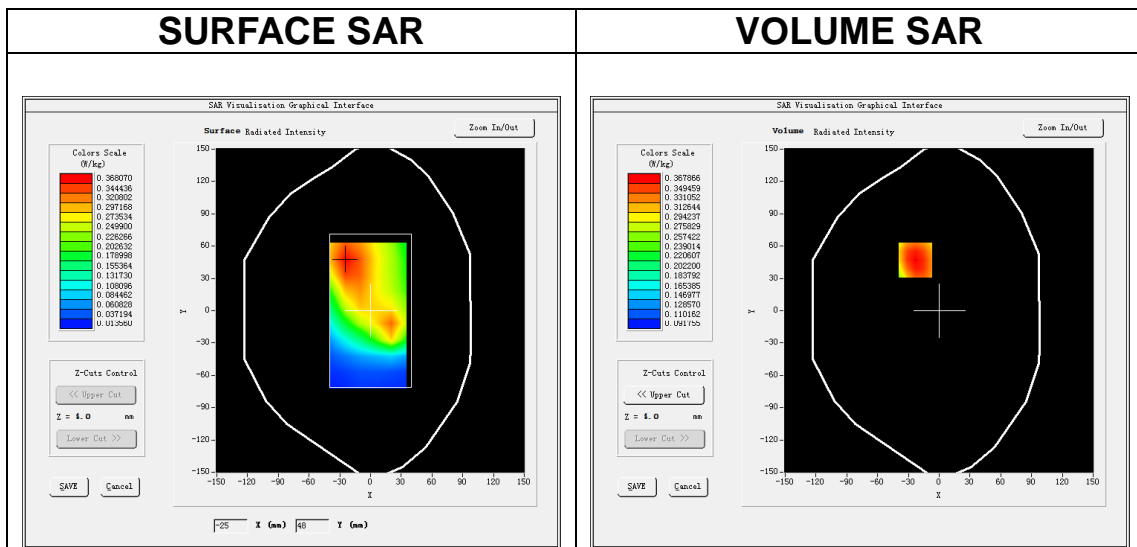 SURFACE SAR
VOLUME SAR
SAR Visualisation Graphical Interface
Surface Radiated Intensity
Zoom In/Out
Colors Scale
(W/kg)
0.368070
0.344436
0.320802
0.297168
0.273534
0.249900
0.226266
0.202632
0.178998
0.155364
0.131730
0.108096
0.084462
0.060828
0.037194
0.013560
150
120
90
60
30
0
-30
-60
-90
-120
-150
Y
-150 -120 -90 -60 -30 0 30 60 90 120 150
X
Z-Cuts Control
<< Upper Cut
Z = 4.0 mm
Lower Cut >>
SAVE Cancel
-25 X (mm) 48 Y (mm)
SAR Visualisation Graphical Interface
Volume Radiated Intensity
Zoom In/Out
Colors Scale
(W/kg)
0.367866
0.349459
0.331052
0.312644
0.294237
0.275829
0.257422
0.239014
0.220607
0.202200
0.183792
0.165385
0.146977
0.128570
0.110162
0.091755
150
120
90
60
30
0
-30
-60
-90
-120
-150
Y
-150 -120 -90 -60 -30 0 30 60 90 120 150
X
Z-Cuts Control
<< Upper Cut
Z = 4.0 mm
Lower Cut >>
SAVE Cancel